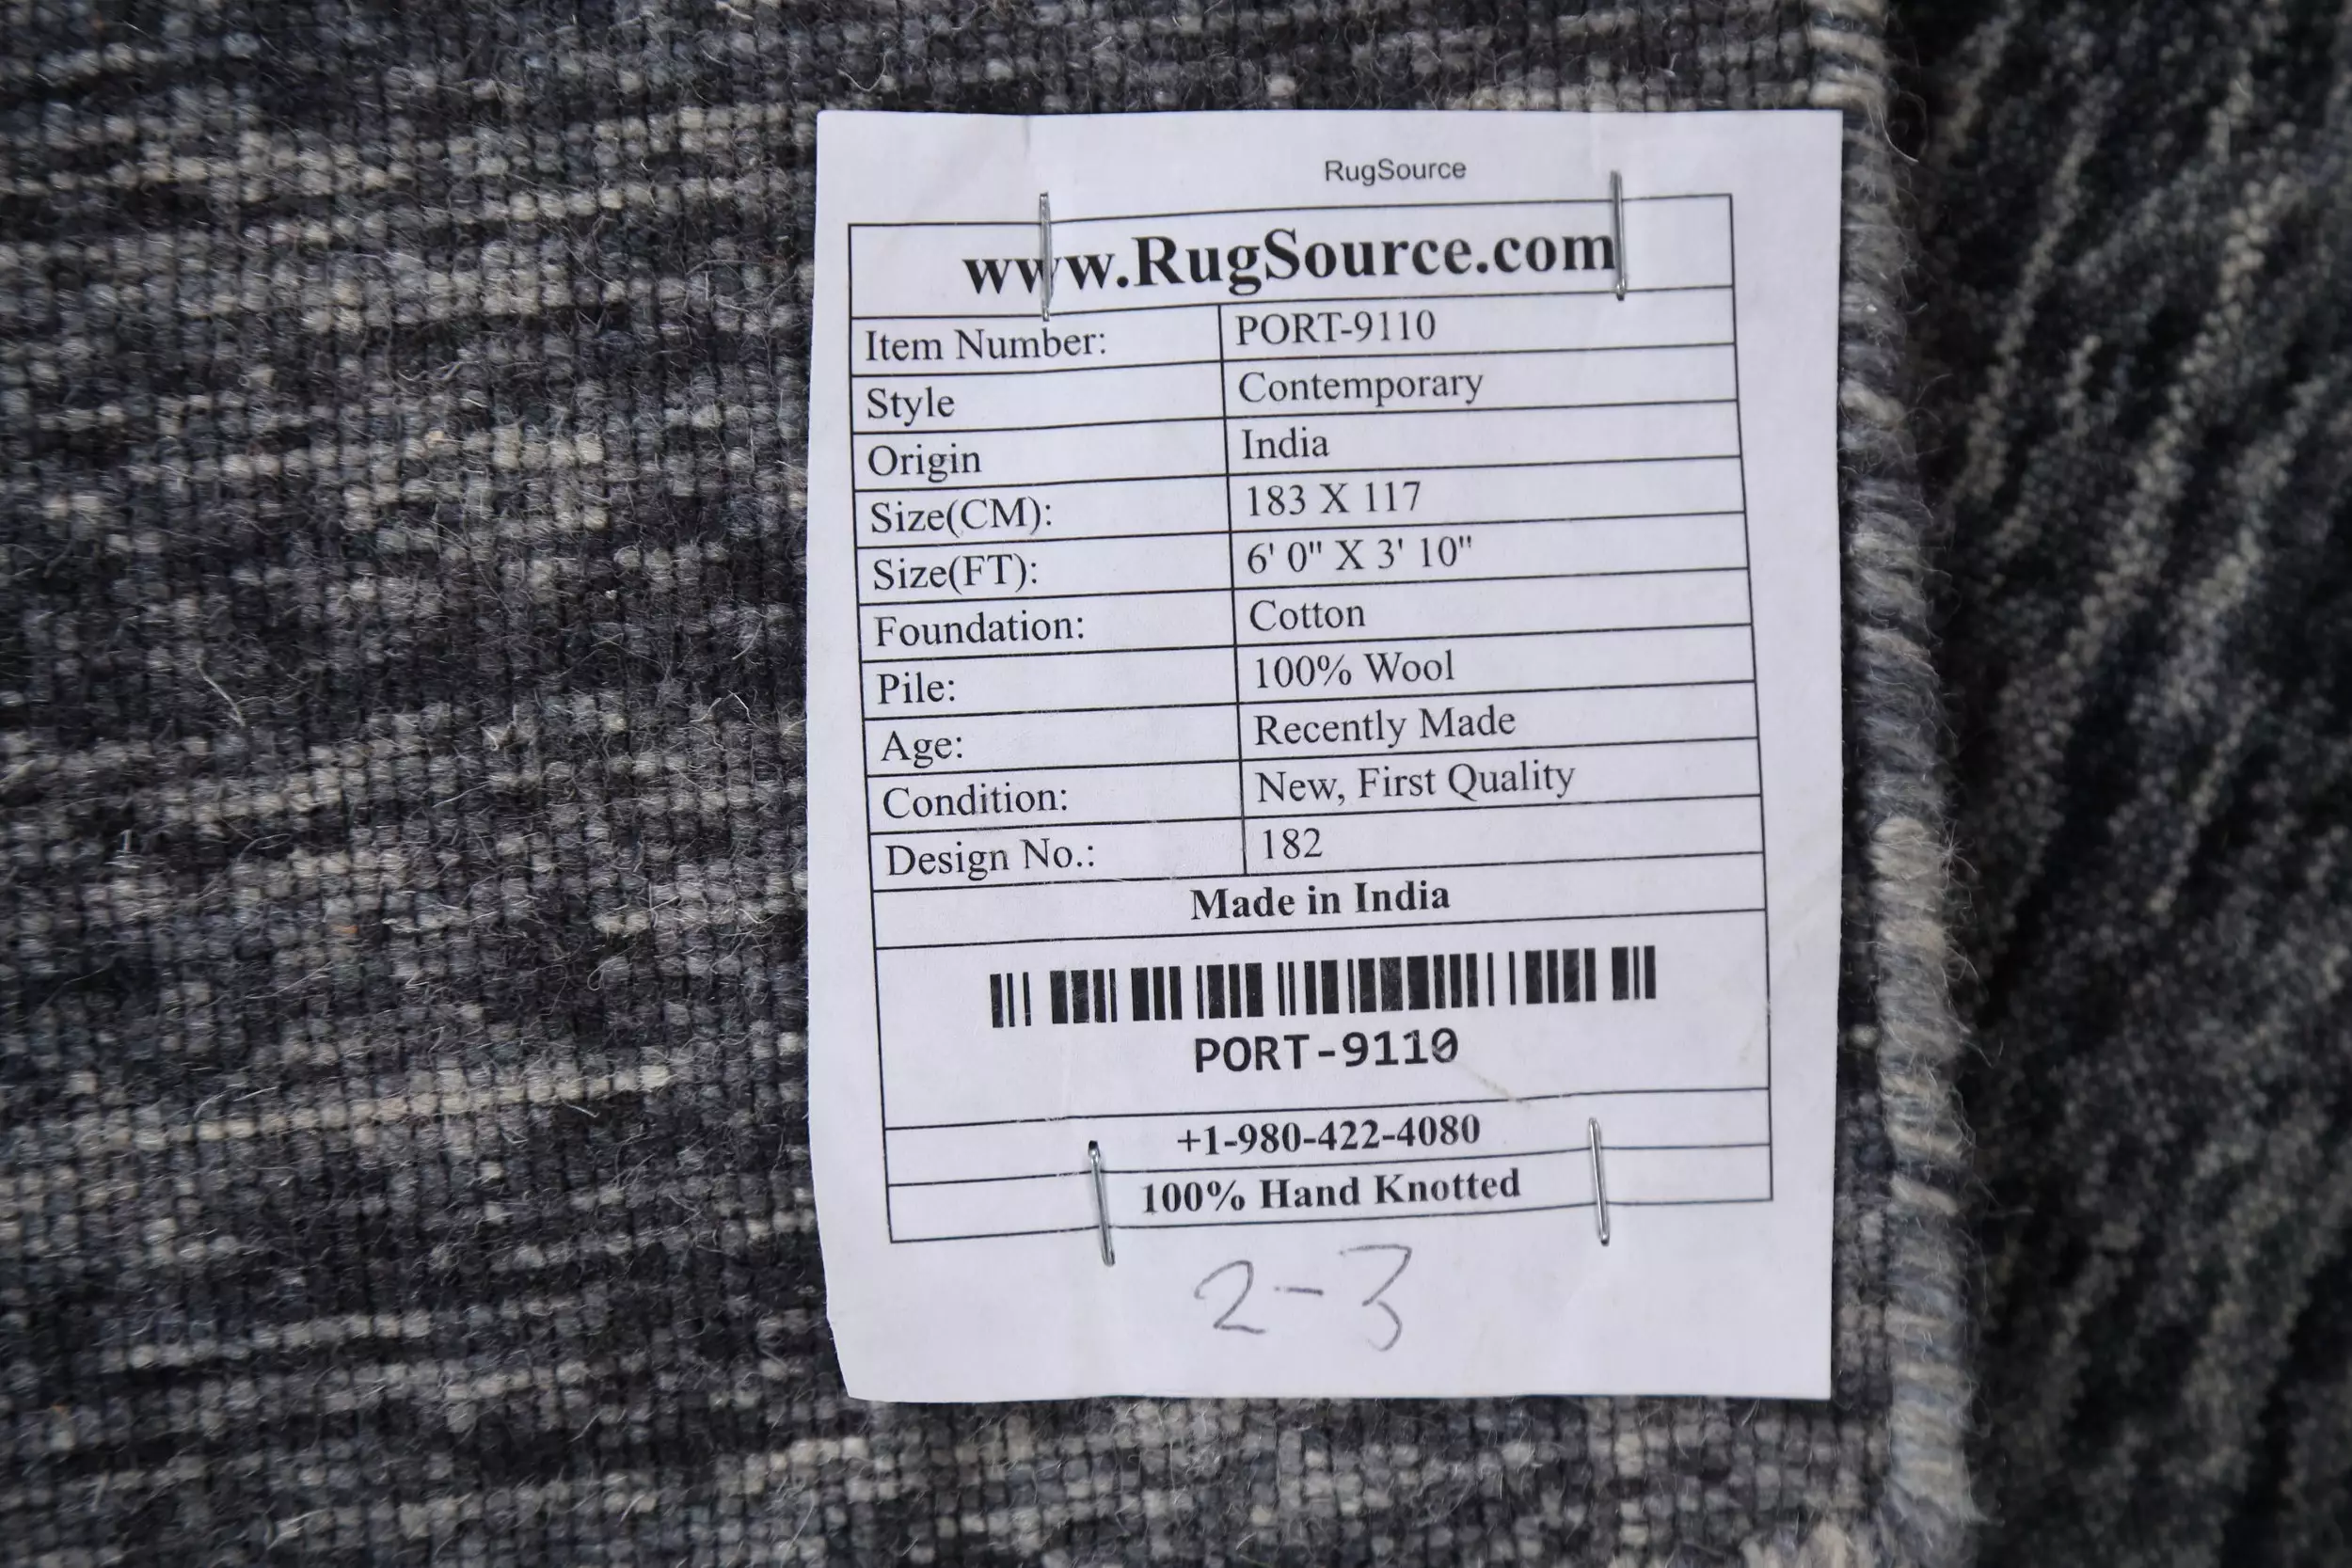 RugSource
www.RugSource.com
Item Number: PORT-9110
Style Contemporary
Origin India
Size(CM): 183 X 117
Size(FT): 6' 0" X 3' 10"
Foundation: Cotton
Pile: 100% Wool
Age: Recently Made
Condition: New, First Quality
Design No.: 182
Made in India
PORT-9110
+1-980-422-4080
100% Hand Knotted
2-3